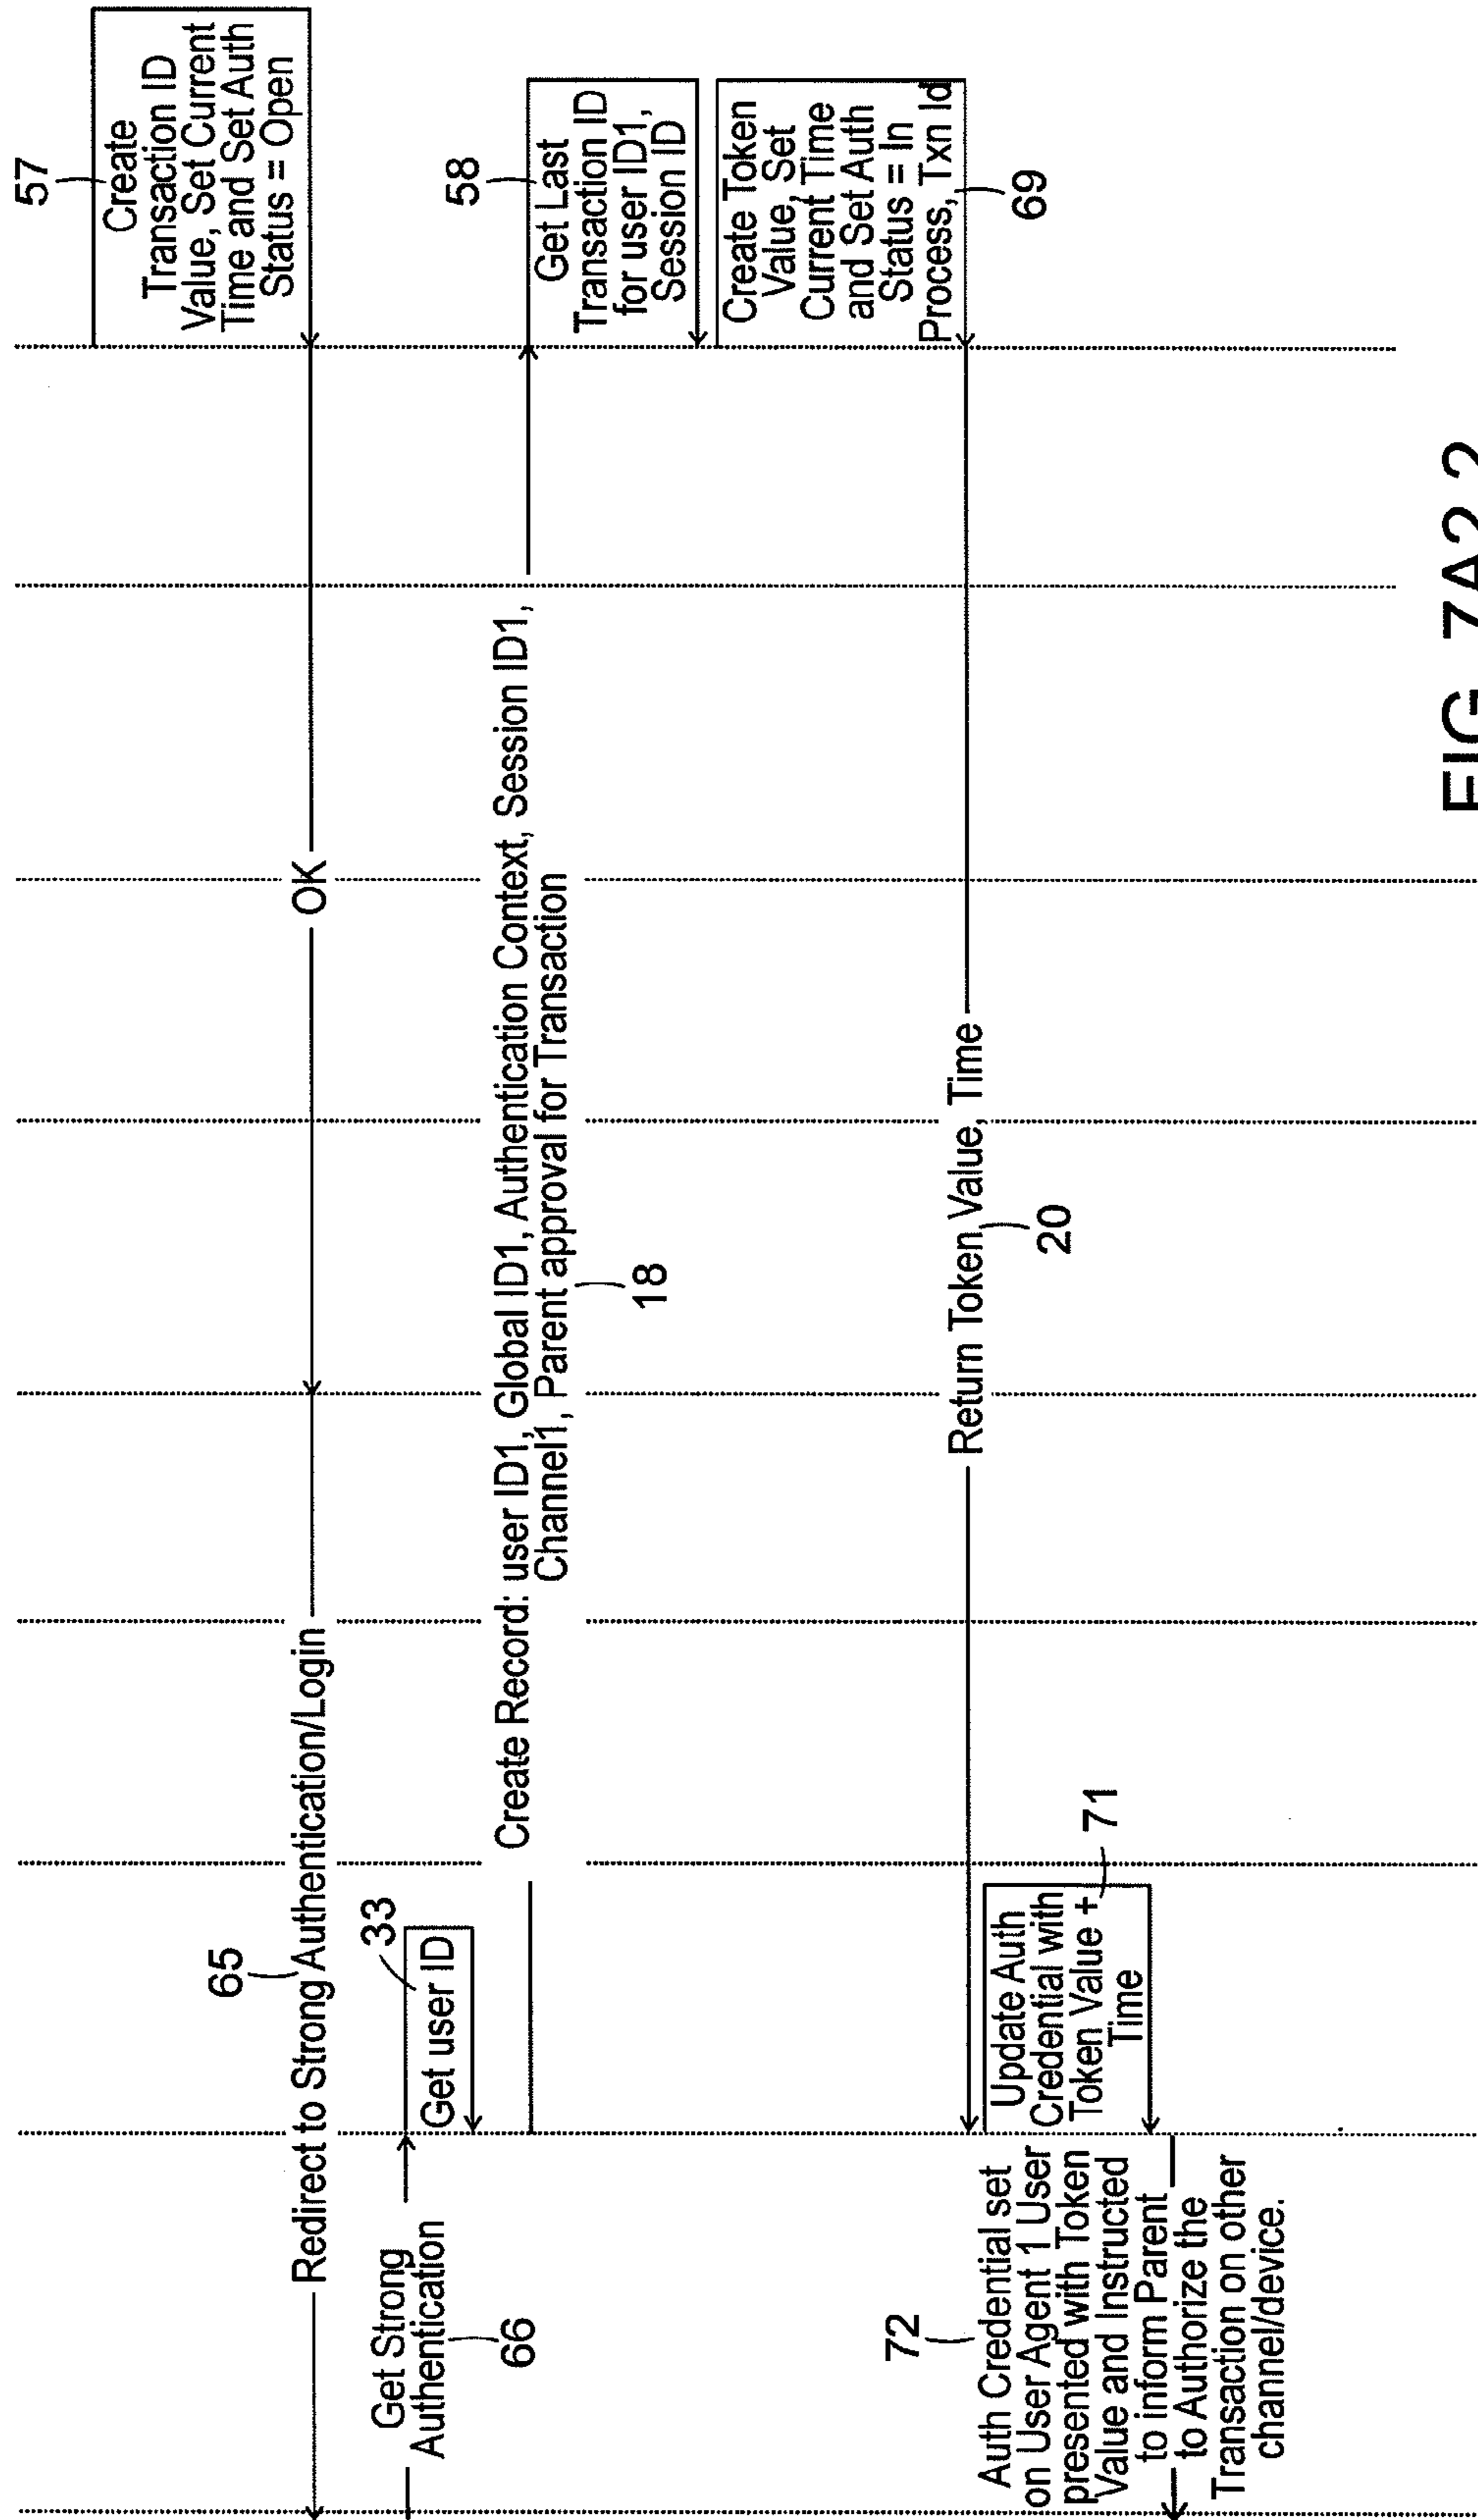 57
Create
Transaction ID
Value, Set Current
Time and Set Auth
Status = Open
OK
65
Redirect to Strong Authentication/Login
Get Strong
Authentication
66
33
Get user ID
Create Record: user ID1, Global ID1, Authentication Context, Session ID1,
Channel1, Parent approval for Transaction
18
58
Get Last
Transaction ID
for user ID1,
Session ID
Create Token
Value, Set
Current Time
and Set Auth
Status = In
Process, Txn Id
69
Return Token Value, Time
20
Update Auth
Credential with
Token Value +
Time
71
72
Auth Credential set
on User Agent 1 User
presented with Token
Value and Instructed
to inform Parent
to Authorize the
Transaction on other
channel/device.
FIG. 7A2.2